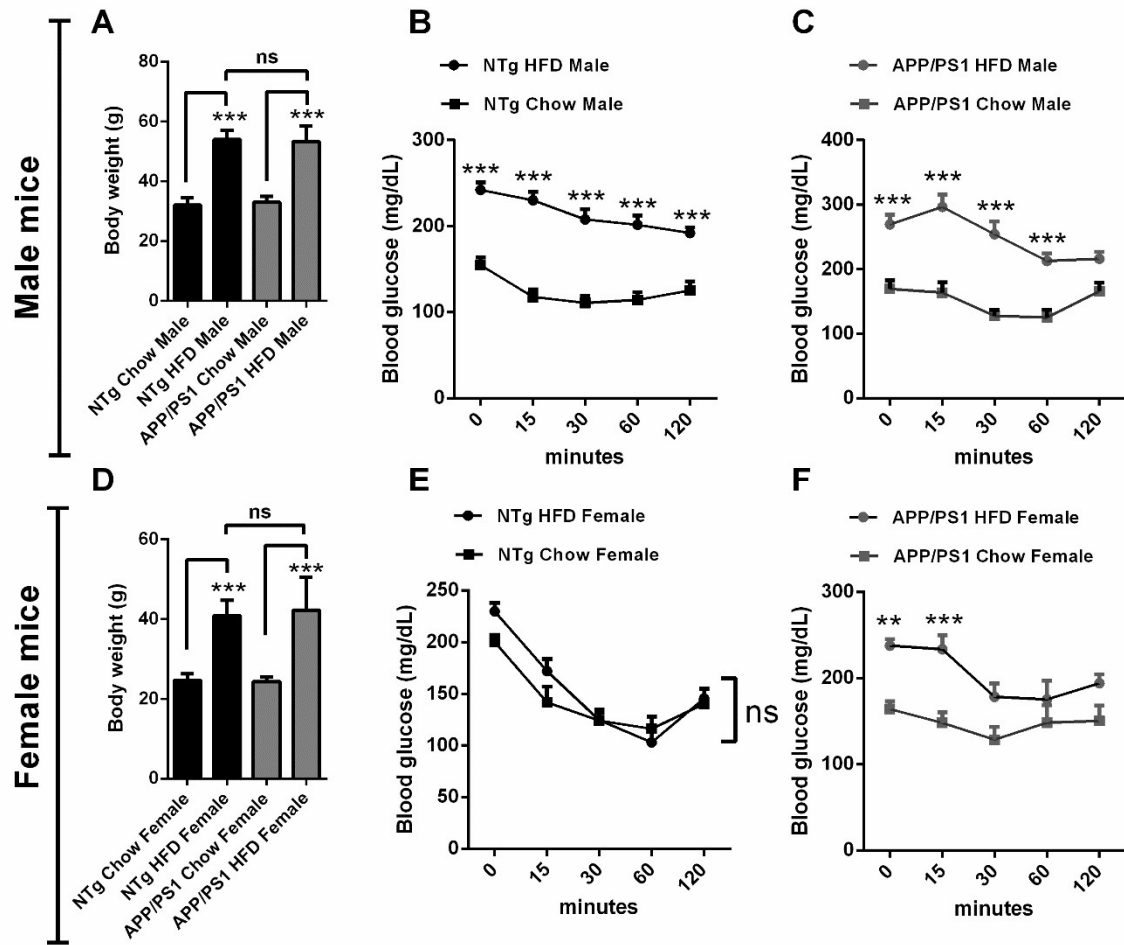 Male mice
A
ns
***
***
Body weight (g)
80
60
40
20
0
NTg Chow Male
NTg HFD Male
APP/PS1 Chow Male
APP/PS1 HFD Male
B
NTg HFD Male
NTg Chow Male
Blood glucose (mg/dL)
300
200
100
0
***
***
***
***
***
0
15
30
60
120
minutes
C
APP/PS1 HFD Male
APP/PS1 Chow Male
Blood glucose (mg/dL)
400
300
200
100
0
***
***
***
***
0
15
30
60
120
minutes
Female mice
D
ns
***
***
Body weight (g)
60
40
20
0
NTg Chow Female
NTg HFD Female
APP/PS1 Chow Female
APP/PS1 HFD Female
E
NTg HFD Female
NTg Chow Female
Blood glucose (mg/dL)
250
200
150
100
50
0
ns
0
15
30
60
120
minutes
F
APP/PS1 HFD Female
APP/PS1 Chow Female
Blood glucose (mg/dL)
300
200
100
0
**
***
0
15
30
60
120
minutes